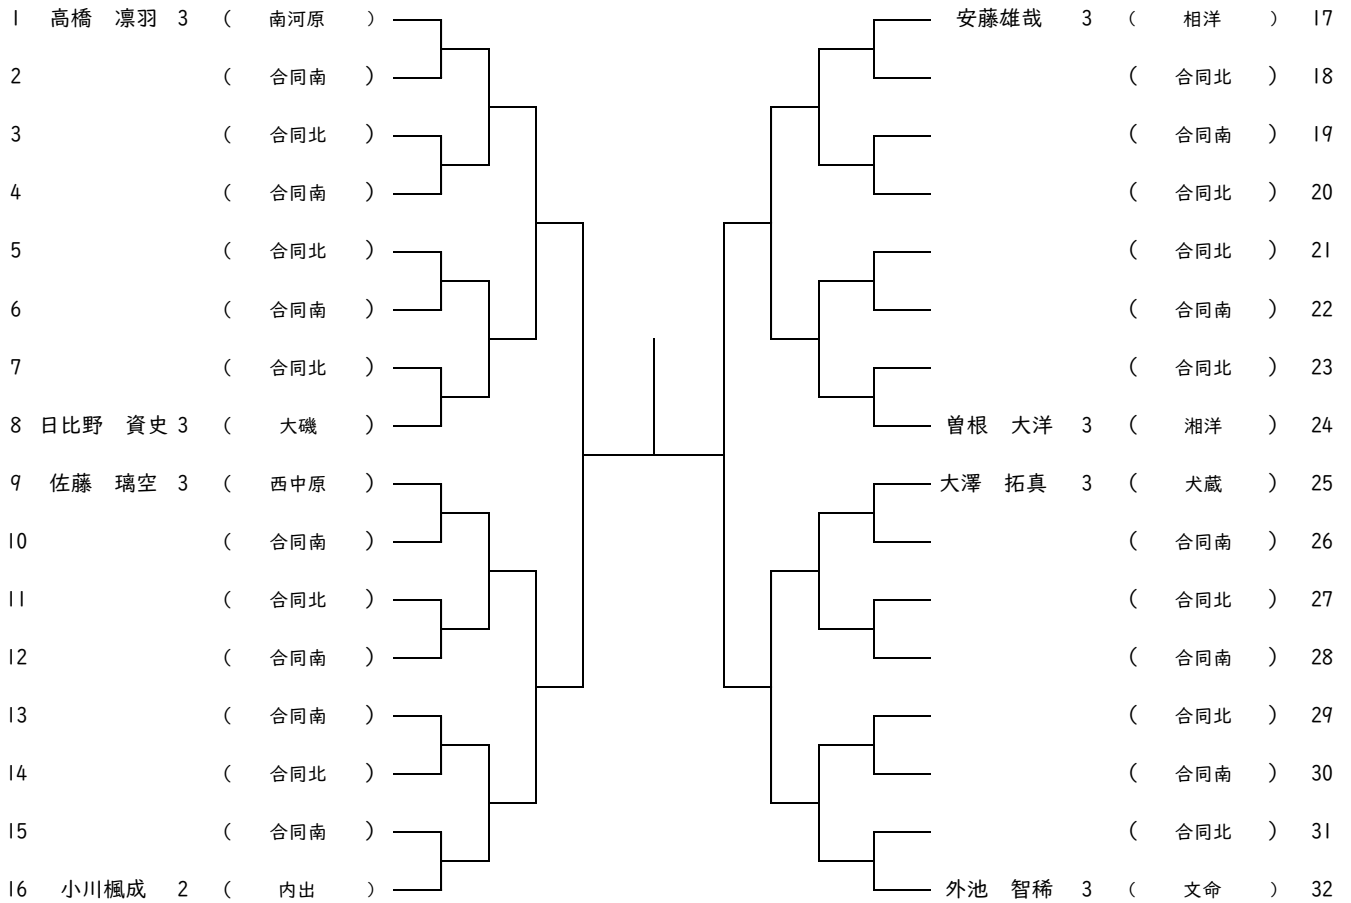 1 高橋 凛羽 3 ( 南河原 ) 安藤雄哉 3 ( 相洋 ) 17
2 ( 合同南 ) ( 合同北 ) 18
3 ( 合同北 ) ( 合同南 ) 19
4 ( 合同南 ) ( 合同北 ) 20
5 ( 合同北 ) ( 合同北 ) 21
6 ( 合同南 ) ( 合同南 ) 22
7 ( 合同北 ) ( 合同北 ) 23
8 日比野 資史 3 ( 大磯 ) 曽根 大洋 3 ( 湘洋 ) 24
9 佐藤 璃空 3 ( 西中原 ) 大澤 拓真 3 ( 犬蔵 ) 25
10 ( 合同南 ) ( 合同南 ) 26
11 ( 合同北 ) ( 合同北 ) 27
12 ( 合同南 ) ( 合同南 ) 28
13 ( 合同南 ) ( 合同北 ) 29
14 ( 合同北 ) ( 合同南 ) 30
15 ( 合同南 ) ( 合同北 ) 31
16 小川楓成 2 ( 内出 ) 外池 智稀 3 ( 文命 ) 32